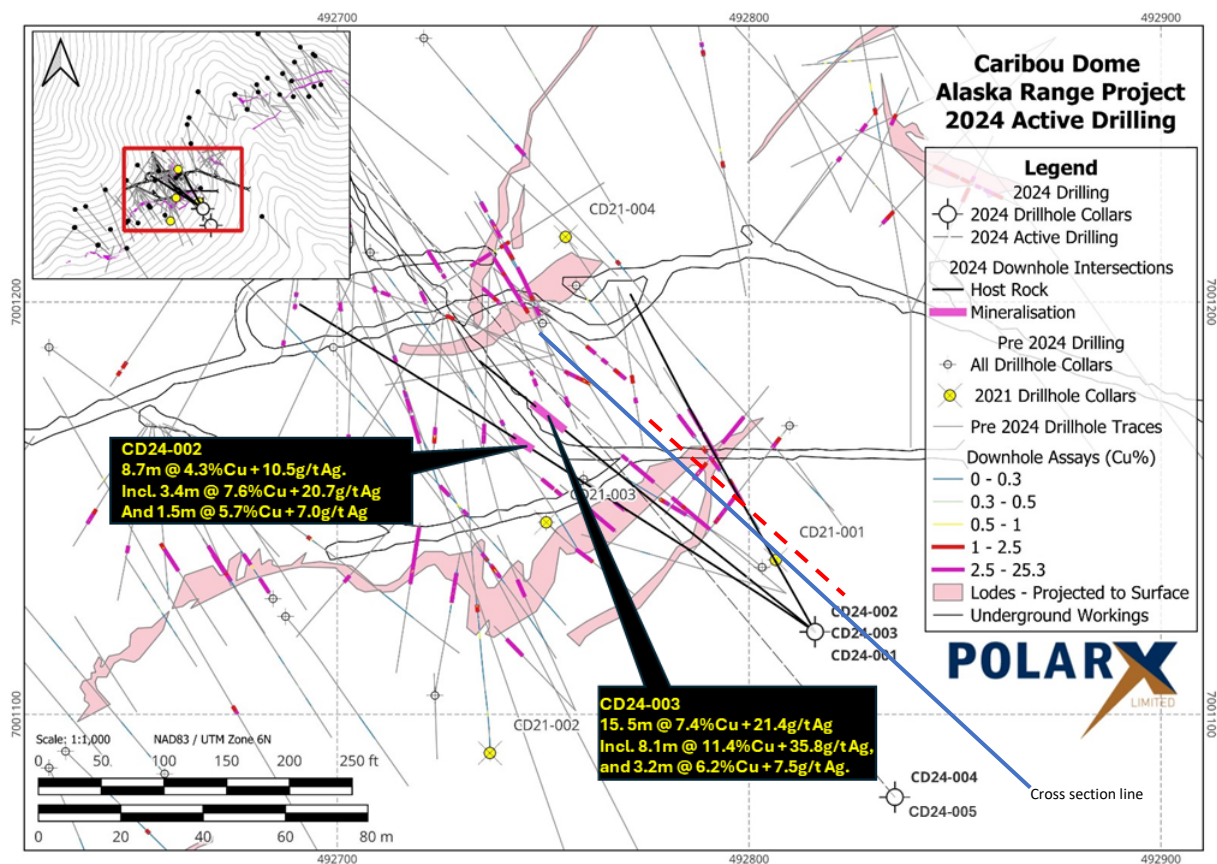 492700
492800
492900
Caribou Dome
Alaska Range Project
2024 Active Drilling
Legend
2024 Drilling
2024 Drillhole Collars
2024 Active Drilling
2024 Downhole Intersections
Host Rock
Mineralisation
Pre 2024 Drilling
All Drillhole Collars
2021 Drillhole Collars
Pre 2024 Drillhole Traces
Downhole Assays (Cu%)
0 - 0.3
0.3 - 0.5
0.5 - 1
1 - 2.5
2.5 - 25.3
Lodes - Projected to Surface
Underground Workings
CD21-004
7001200
7001200
CD24-002
8.7m @ 4.3%Cu + 10.5g/t Ag.
Incl. 3.4m @ 7.6%Cu + 20.7g/t Ag
And 1.5m @ 5.7%Cu + 7.0g/t Ag
CD21-003
CD21-001
CD24-002
CD24-003
CD24-001
POLARX
LIMITED
CD24-003
15.5m @ 7.4%Cu + 21.4g/t Ag
Incl. 8.1m @ 11.4%Cu + 35.8g/t Ag,
and 3.2m @ 6.2%Cu + 7.5g/t Ag.
CD21-002
7001100
7001100
Scale: 1:1,000 NAD83 / UTM Zone 6N
0 50 100 150 200 250 ft
0 20 40 60 80 m
CD24-004
CD24-005
Cross section line
492700
492800
492900